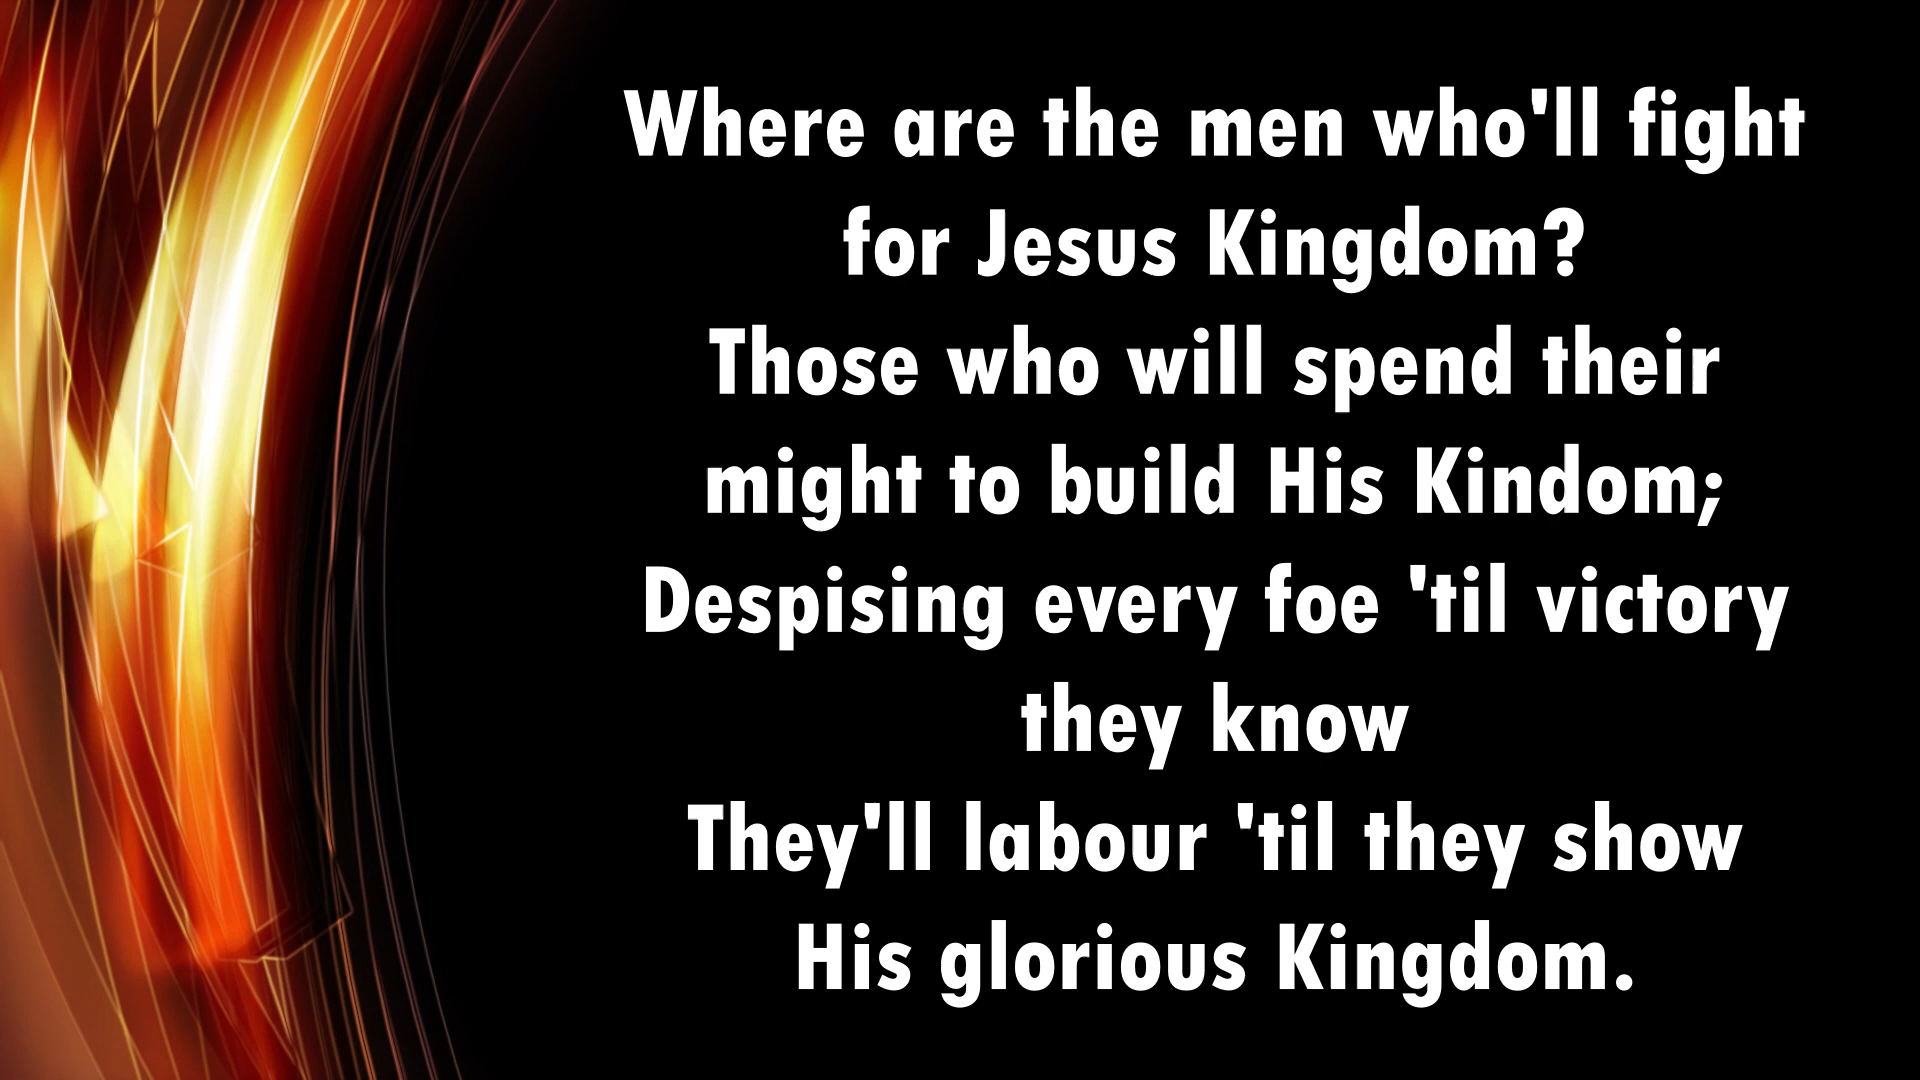 Where are the men who'll fight
for Jesus Kingdom?
Those who will spend their
might to build His Kindom;
Despising every foe 'til victory
they know
They'll labour 'til they show
His glorious Kingdom.